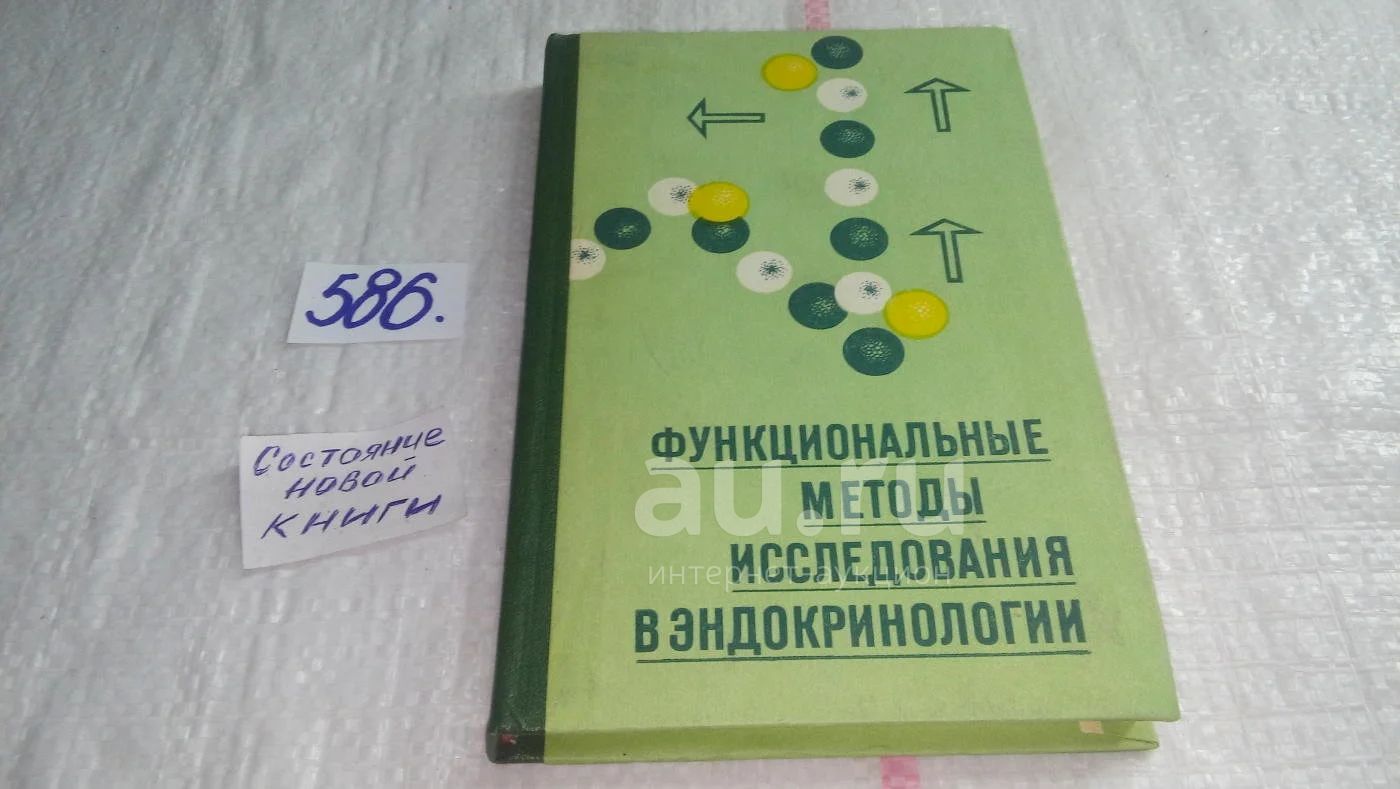 586.
Состояние
новой
книги
ФУНКЦИОНАЛЬНЫЕ
МЕТОДЫ
ИССЛЕДОВАНИЯ
В ЭНДОКРИНОЛОГИИ
au.ru
интернет-аукцион